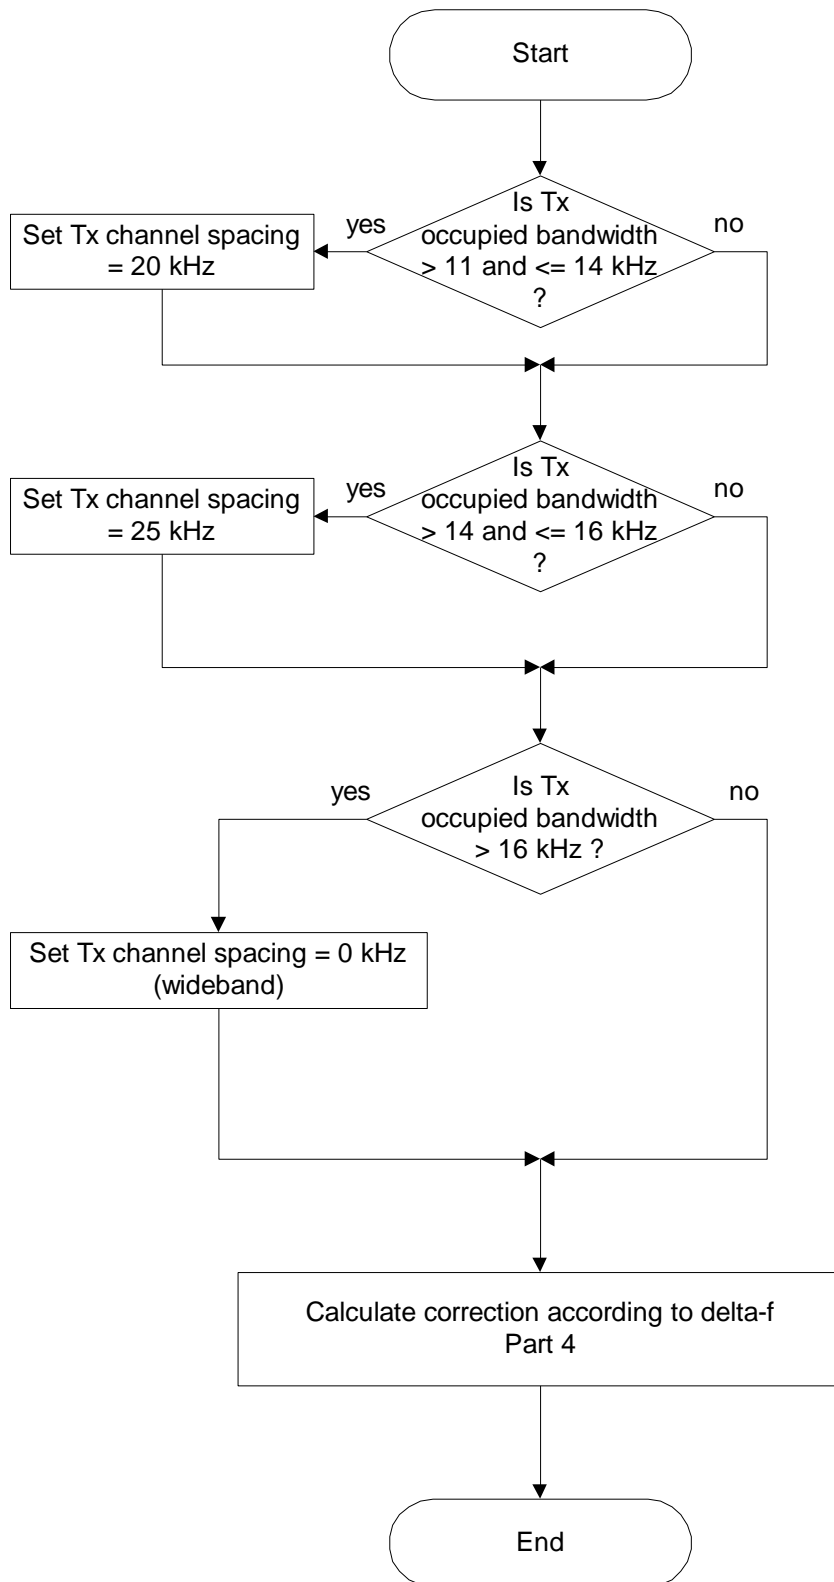 Start
Is Tx
occupied bandwidth
> 11 and <= 14 kHz
?
yes
no
Set Tx channel spacing
= 20 kHz
Is Tx
occupied bandwidth
> 14 and <= 16 kHz
?
yes
no
Set Tx channel spacing
= 25 kHz
Is Tx
occupied bandwidth
> 16 kHz ?
yes
no
Set Tx channel spacing = 0 kHz
(wideband)
Calculate correction according to delta-f
Part 4
End